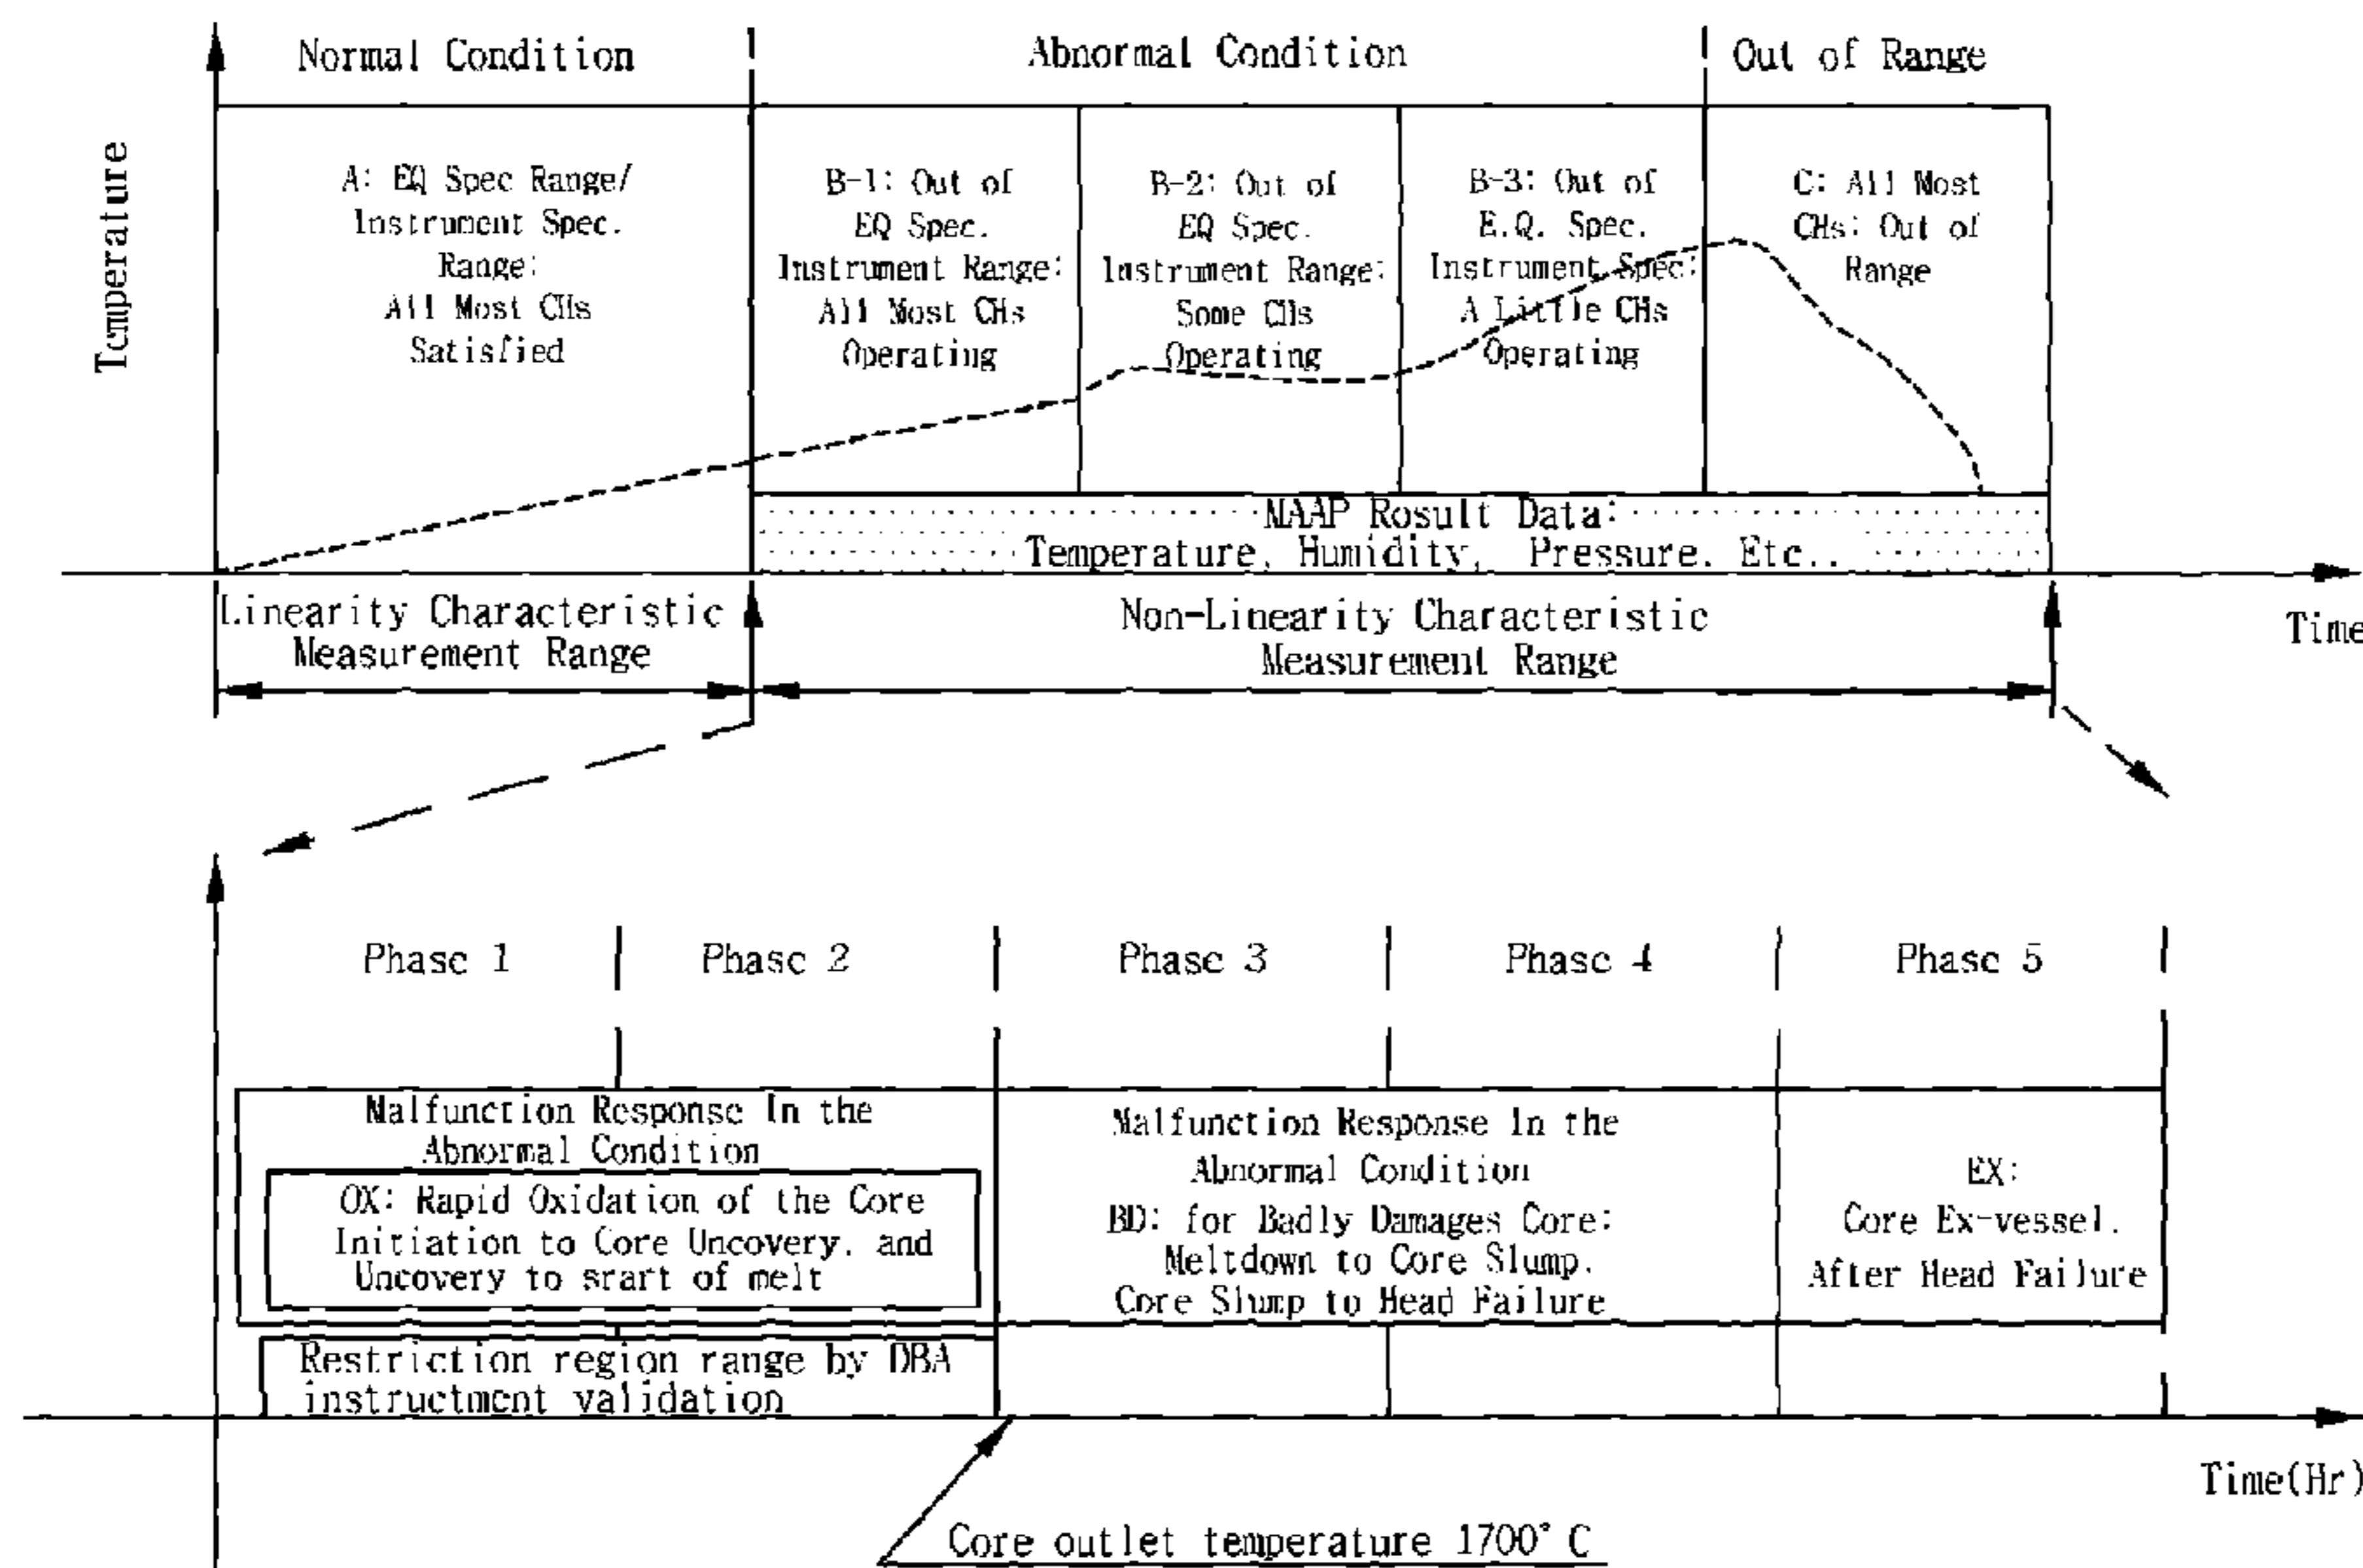 Normal Condition
Abnormal Condition
Out of Range
Temperature
A: EQ Spec Range/
Instrument Spec.
Range:
All Most CHs
Satisfied
B-1: Out of
EQ Spec.
Instrument Range:
All Most CHs
Operating
B-2: Out of
EQ Spec.
Instrument Range:
Some CHs
Operating
B-3: Out of
E.Q. Spec.
Instrument Spec:
A Little CHs
Operating
C: All Most
CHs: Out of
Range
MAAP Rosult Data:
Temperature, Humidity, Pressure. Etc..
Linearity Characteristic
Measurement Range
Non-Linearity Characteristic
Measurement Range
Time
Phase 1
Phase 2
Phase 3
Phase 4
Phase 5
Malfunction Response In the
Abnormal Condition
OX: Rapid Oxidation of the Core
Initiation to Core Uncovery. and
Uncovery to srart of melt
Restriction region range by DBA
instructment validation
Malfunction Response In the
Abnormal Condition
BD: for Badly Damages Core:
Meltdown to Core Slump.
Core Slump to Head Failure
EX:
Core Ex-vessel.
After Head Failure
Time(Hr)
Core outlet temperature 1700° C